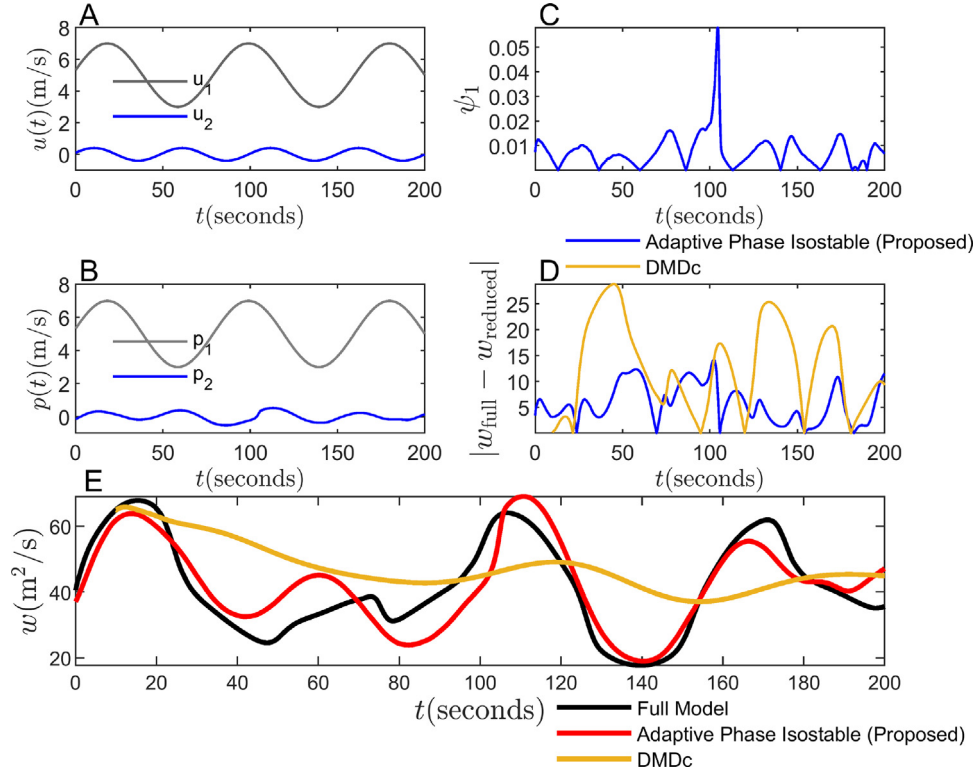 A
8
6
4
2
0
u(t)(m/s)
u1
u2
0 50 100 150 200
t(seconds)
C
0.05
0.04
0.03
0.02
0.01
ψ1
0 50 100 150 200
t(seconds)
Adaptive Phase Isostable (Proposed)
DMDc
B
8
6
4
2
0
p(t)(m/s)
p1
p2
0 50 100 150 200
t(seconds)
D
25
20
15
10
5
|wfull − wreduced|
0 50 100 150 200
t(seconds)
E
60
40
20
w(m²/s)
0 20 40 60 80 100 120 140 160 180 200
t(seconds)
Full Model
Adaptive Phase Isostable (Proposed)
DMDc